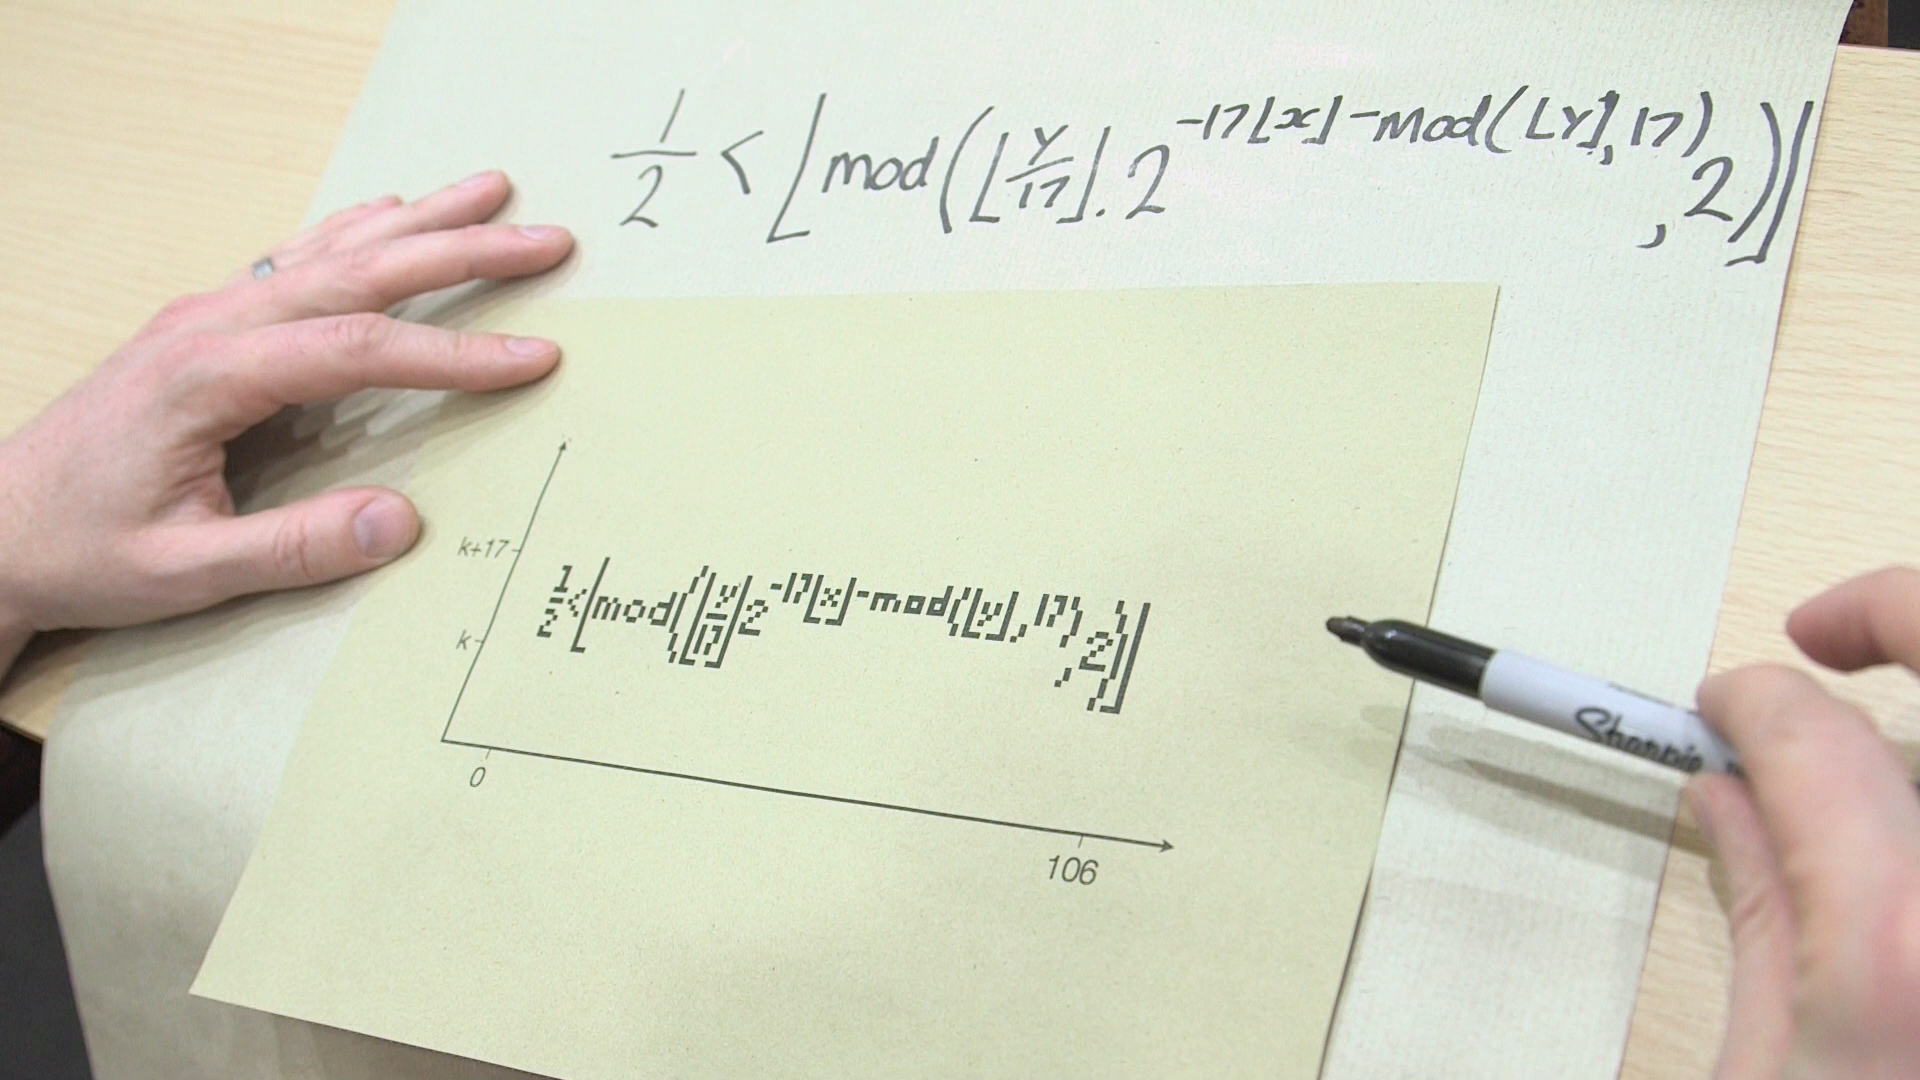 1/2 < ⌊mod(⌊y/17⌋.2^(-17⌊x⌋-mod(⌊y⌋,17)),2)⌋
k+17
1/2 < ⌊mod(⌊y/17⌋2^(-17⌊x⌋-mod(⌊y⌋,17)),2)⌋
k
0
106
Sharpie